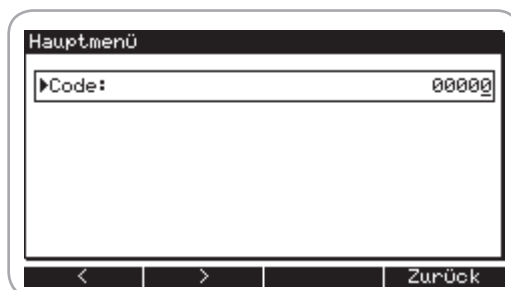 Hauptmenü
▶Code: 00000
< > Zurück